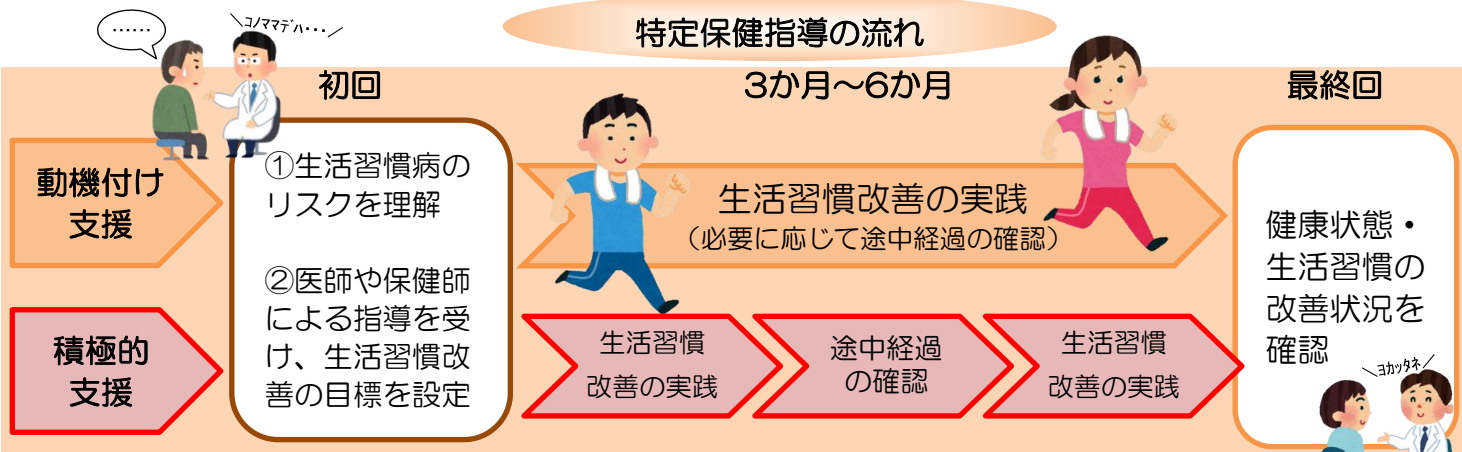 特定保健指導の流れ
……
コノママデハ・・・
初回
3か月～6か月
最終回
動機付け
支援
①生活習慣病の
リスクを理解
②医師や保健師
による指導を受
け、生活習慣改
善の目標を設定
生活習慣改善の実践
（必要に応じて途中経過の確認）
積極的
支援
生活習慣
改善の実践
途中経過
の確認
生活習慣
改善の実践
健康状態・
生活習慣の
改善状況を
確認
ヨカッタネ